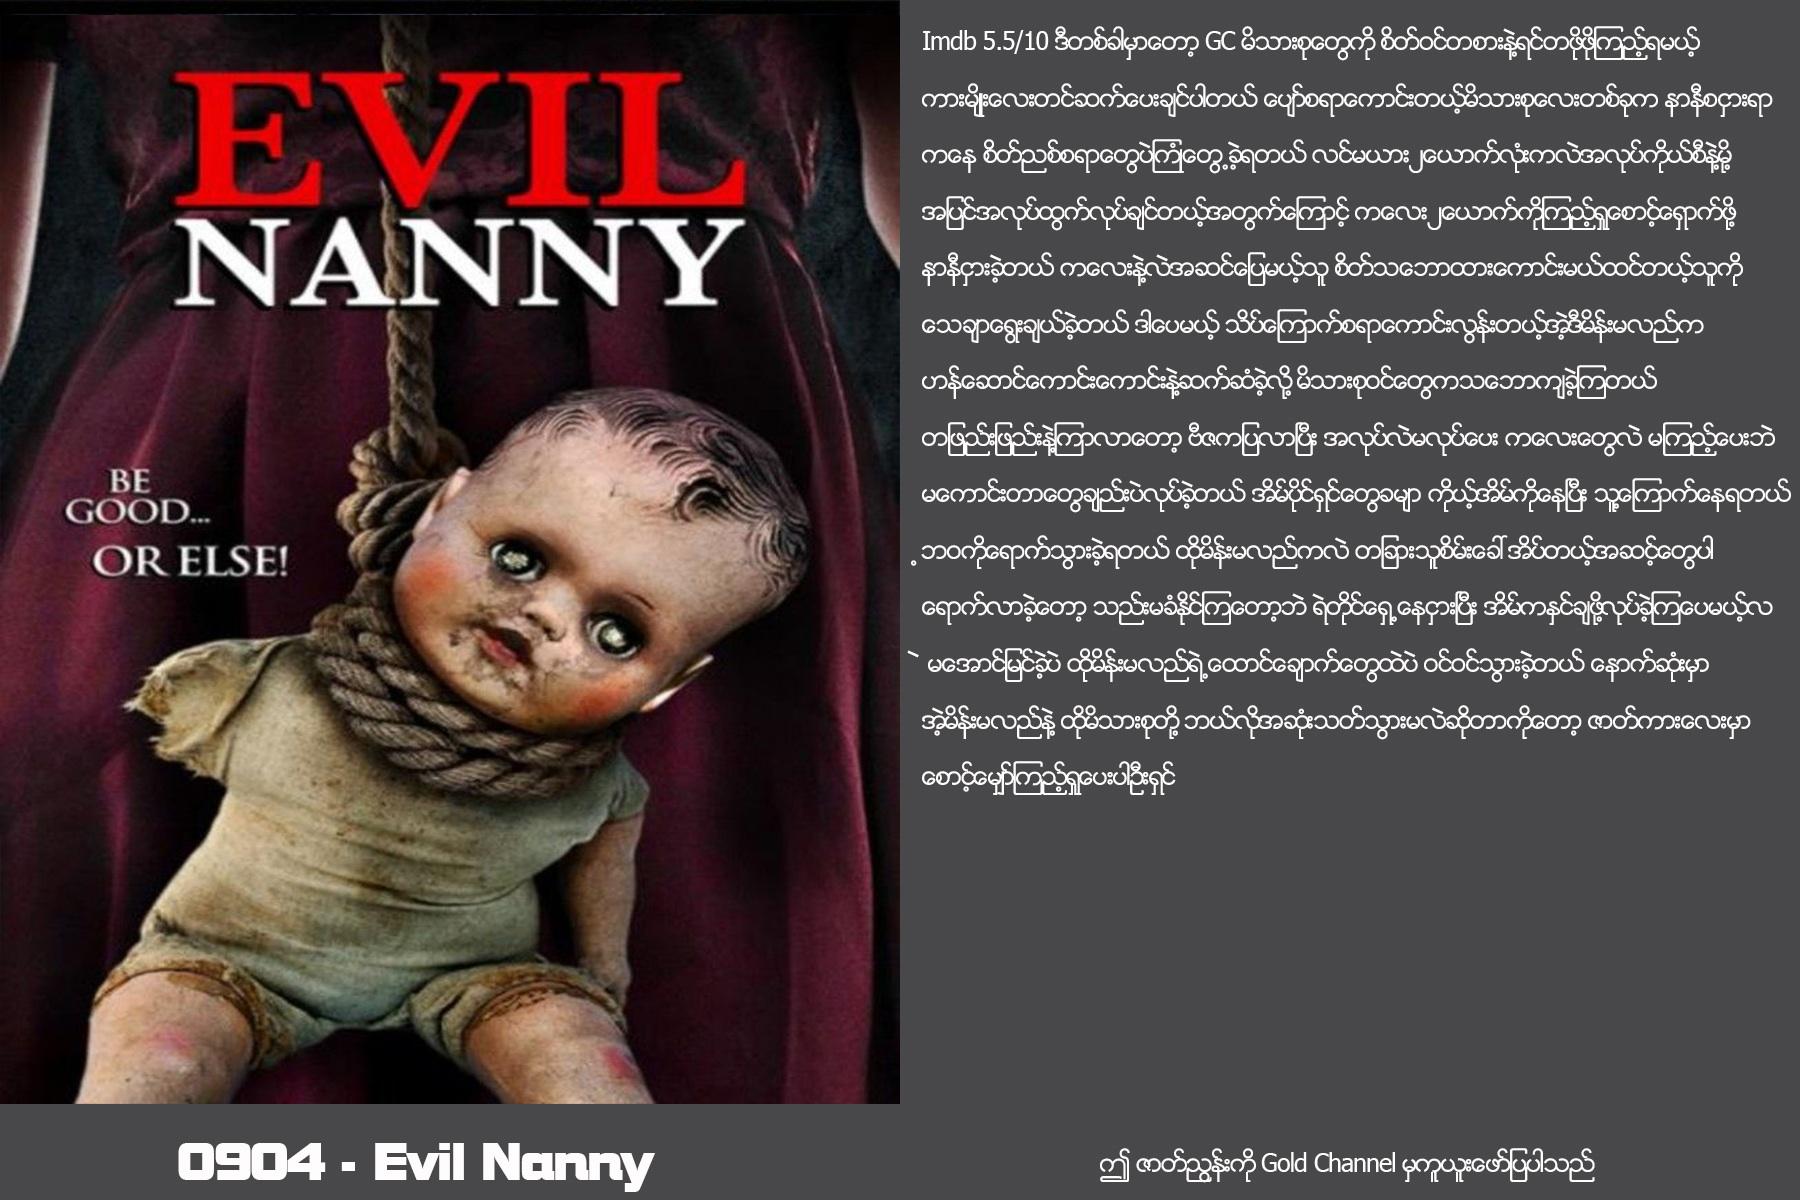 EVIL
NANNY
BE
GOOD...
OR ELSE!
Imdb 5.5/10 ဒီတစ်ခါမှာတော့ GC မိသားစုတွေကို စိတ်ဝင်တစားနဲ့ရင်တဖိုဖိုကြည့်ရမယ့်
ကားမျိုးလေးတင်ဆက်ပေးချင်ပါတယ် ပျော်စရာကောင်းတယ့်မိသားစုလေးတစ်ခုက နာနီစငှားရာ
ကနေ စိတ်ညစ်စရာတွေပဲကြုံတွေ့ခဲ့ရတယ် လင်မယား၂ယောက်လုံးကလဲအလုပ်ကိုယ်စီနဲ့မို့
အပြင်အလုပ်ထွက်လုပ်ချင်တယ့်အတွက်ကြောင့် ကလေး၂ယောက်ကိုကြည့်ရှုစောင့်ရှောက်ဖို့
နာနီငှားခဲ့တယ် ကလေးနဲ့လဲအဆင်ပြေမယ့်သူ စိတ်သဘောထားကောင်းမယ်ထင်တယ့်သူကို
သေချာရွေးချယ်ခဲ့တယ် ဒါပေမယ့် သိပ်ကြောက်စရာကောင်းလွန်းတယ့်အဲ့ဒီမိန်းမလည်က
ဟန်ဆောင်ကောင်းကောင်းနဲ့ဆက်ဆံခဲ့လို့ မိသားစုဝင်တွေကသဘောကျခဲ့ကြတယ်
တဖြည်းဖြည်းနဲ့ကြာလာတော့ ဗီဇကပြလာပြီး အလုပ်လဲမလုပ်ပေး ကလေးတွေလဲ မကြည့်ပေးဘဲ
မကောင်းတာတွေချည်းပဲလုပ်ခဲ့တယ် အိမ်ပိုင်ရှင်တွေခမျာ ကိုယ့်အိမ်ကိုနေပြီး သူ့ကြောက်နေရတယ်
့ဘဝကိုရောက်သွားခဲ့ရတယ် ထိုမိန်းမလည်ကလဲ တခြားသူစိမ်းခေါ်အိပ်တယ့်အဆင့်တွေပါ
ရောက်လာခဲ့တော့ သည်းမခံနိုင်ကြတော့ဘဲ ရဲတိုင်ရှေ့နေငှားပြီး အိမ်ကနှင်ချဖို့လုပ်ခဲ့ကြပေမယ့်လ
ဲ မအောင်မြင်ခဲ့ပဲ ထိုမိန်းမလည်ရဲ့ထောင်ချောက်တွေထဲပဲ ဝင်ဝင်သွားခဲ့တယ် နောက်ဆုံးမှာ
အဲ့မိန်းမလည်နဲ့ ထိုမိသားစုတို့ ဘယ်လိုအဆုံးသတ်သွားမလဲဆိုတာကိုတော့ ဇာတ်ကားလေးမှာ
စောင့်မျှော်ကြည့်ရှုပေးပါဦးရှင်
0904 - Evil Nanny
ဤ ဇာတ်ညွှန်းကို Gold Channel မှကူယူးဖော်ပြပါသည်